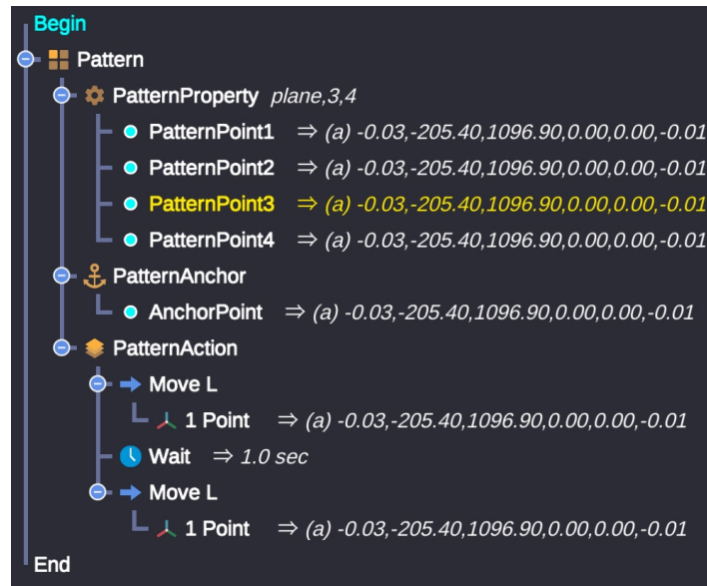 Begin
Pattern
PatternProperty plane,3,4
PatternPoint1 ⇒ (a) -0.03,-205.40,1096.90,0.00,0.00,-0.01
PatternPoint2 ⇒ (a) -0.03,-205.40,1096.90,0.00,0.00,-0.01
PatternPoint3 ⇒ (a) -0.03,-205.40,1096.90,0.00,0.00,-0.01
PatternPoint4 ⇒ (a) -0.03,-205.40,1096.90,0.00,0.00,-0.01
PatternAnchor
AnchorPoint ⇒ (a) -0.03,-205.40,1096.90,0.00,0.00,-0.01
PatternAction
Move L
1 Point ⇒ (a) -0.03,-205.40,1096.90,0.00,0.00,-0.01
Wait ⇒ 1.0 sec
Move L
1 Point ⇒ (a) -0.03,-205.40,1096.90,0.00,0.00,-0.01
End